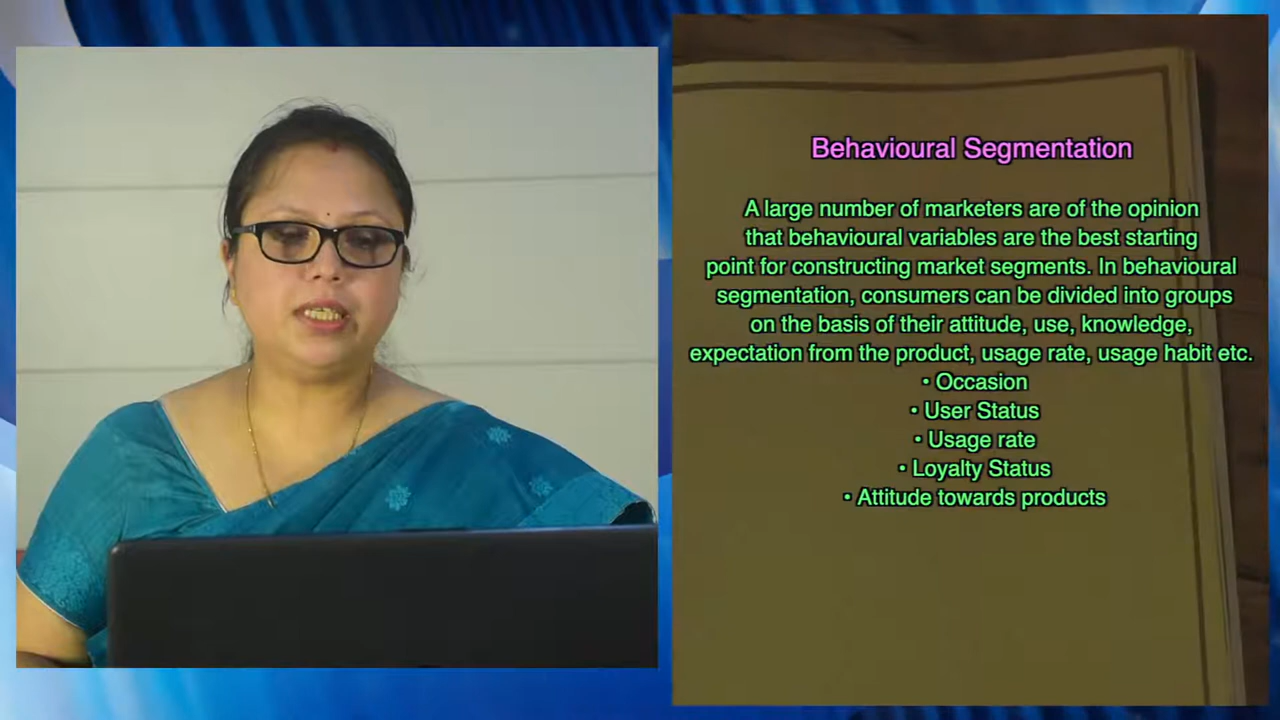 Behavioural Segmentation
A large number of marketers are of the opinion
that behavioural variables are the best starting
point for constructing market segments. In behavioural
segmentation, consumers can be divided into groups
on the basis of their attitude, use, knowledge,
expectation from the product, usage rate, usage habit etc.
• Occasion
• User Status
• Usage rate
• Loyalty Status
• Attitude towards products